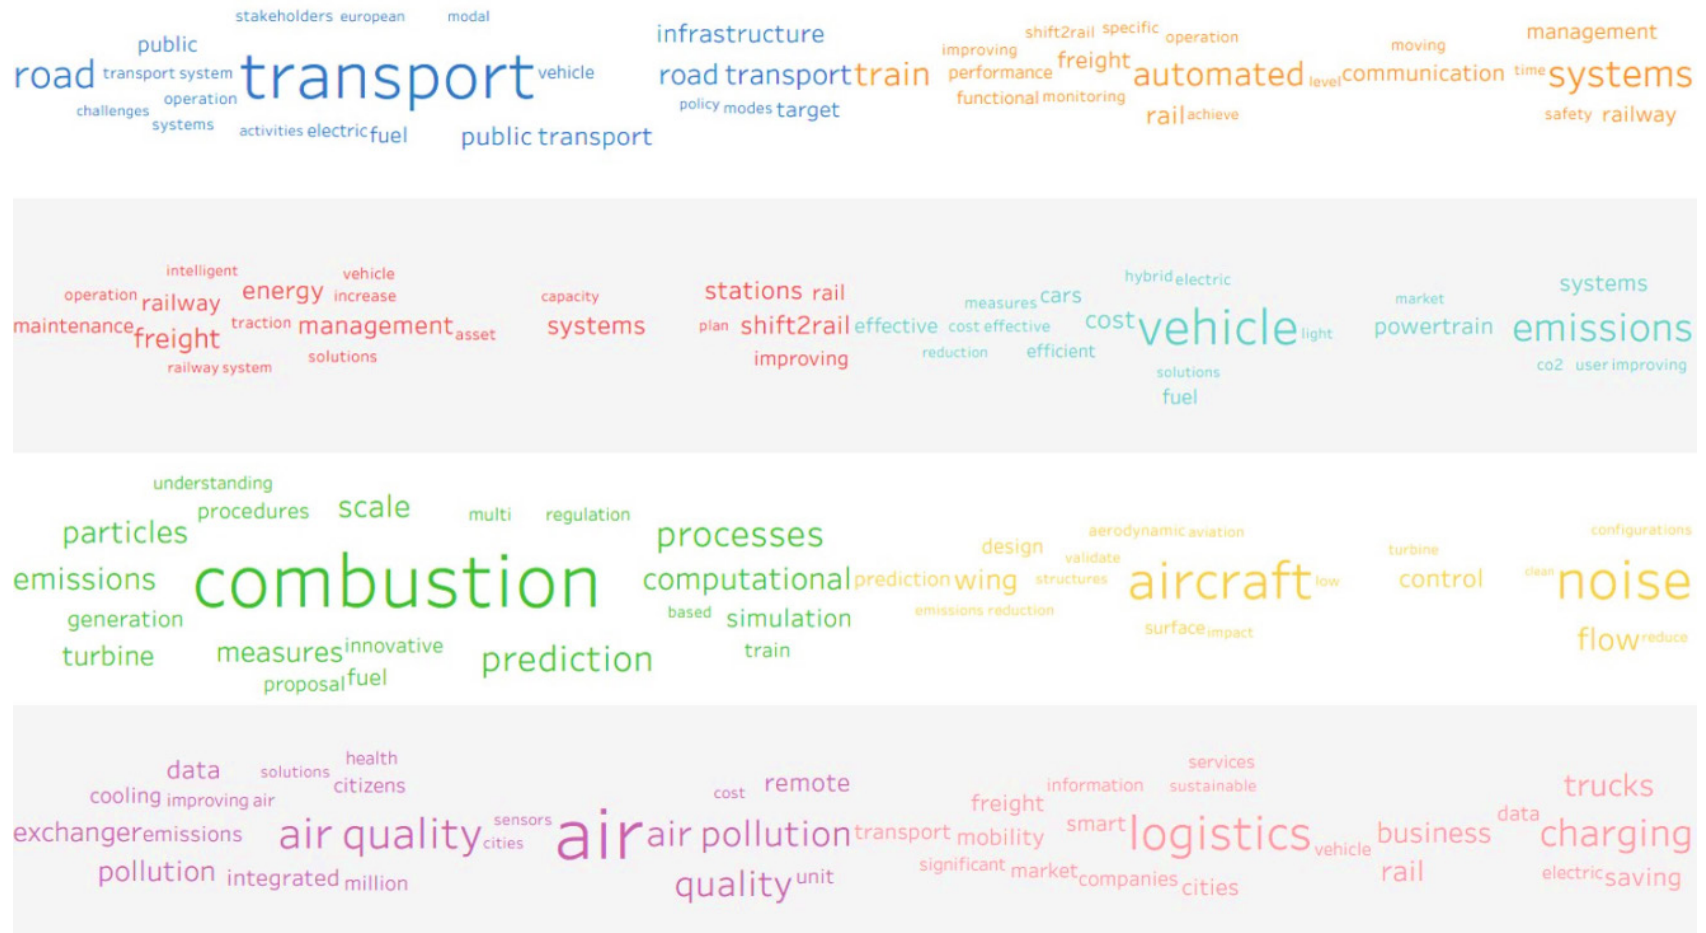 stakeholders european modal
public
road transport system transport vehicle
operation
challenges
systems activities electric fuel public transport
infrastructure
road transport
policy modes target
shift2rail specific operation
improving freight moving management
train performance automated level communication time systems
functional monitoring
rail achieve safety railway
intelligent vehicle
operation railway energy increase capacity stations rail
maintenance freight traction management asset systems plan shift2rail
solutions improving
railway system
hybrid electric systems
measures cars market
effective cost effective cost vehicle light powertrain emissions
reduction efficient co2 user improving
solutions
fuel
understanding
procedures scale multi regulation
particles processes
emissions combustion computational
generation based simulation
turbine measures innovative prediction train
proposal fuel
aerodynamic aviation configurations
design validate turbine
prediction wing structures aircraft low control clean noise
emissions reduction
surface impact flow reduce
health
data solutions citizens remote
cooling improving air cost
exchanger emissions air quality sensors cities air air pollution
pollution integrated million quality unit
services
information sustainable trucks
freight data
transport mobility smart logistics vehicle business charging
significant market companies cities rail electric saving